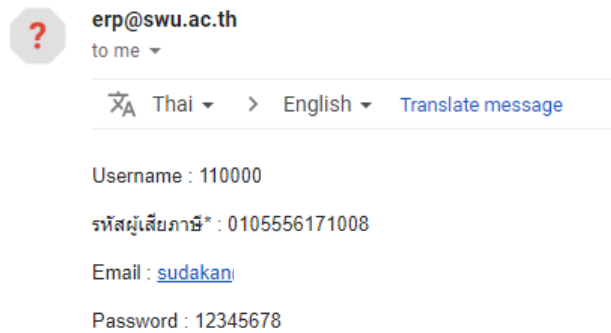 ?
erp@swu.ac.th
to me
Thai > English Translate message
Username : 110000
รหัสผู้เสียภาษี* : 0105556171008
Email : sudakan
Password : 12345678